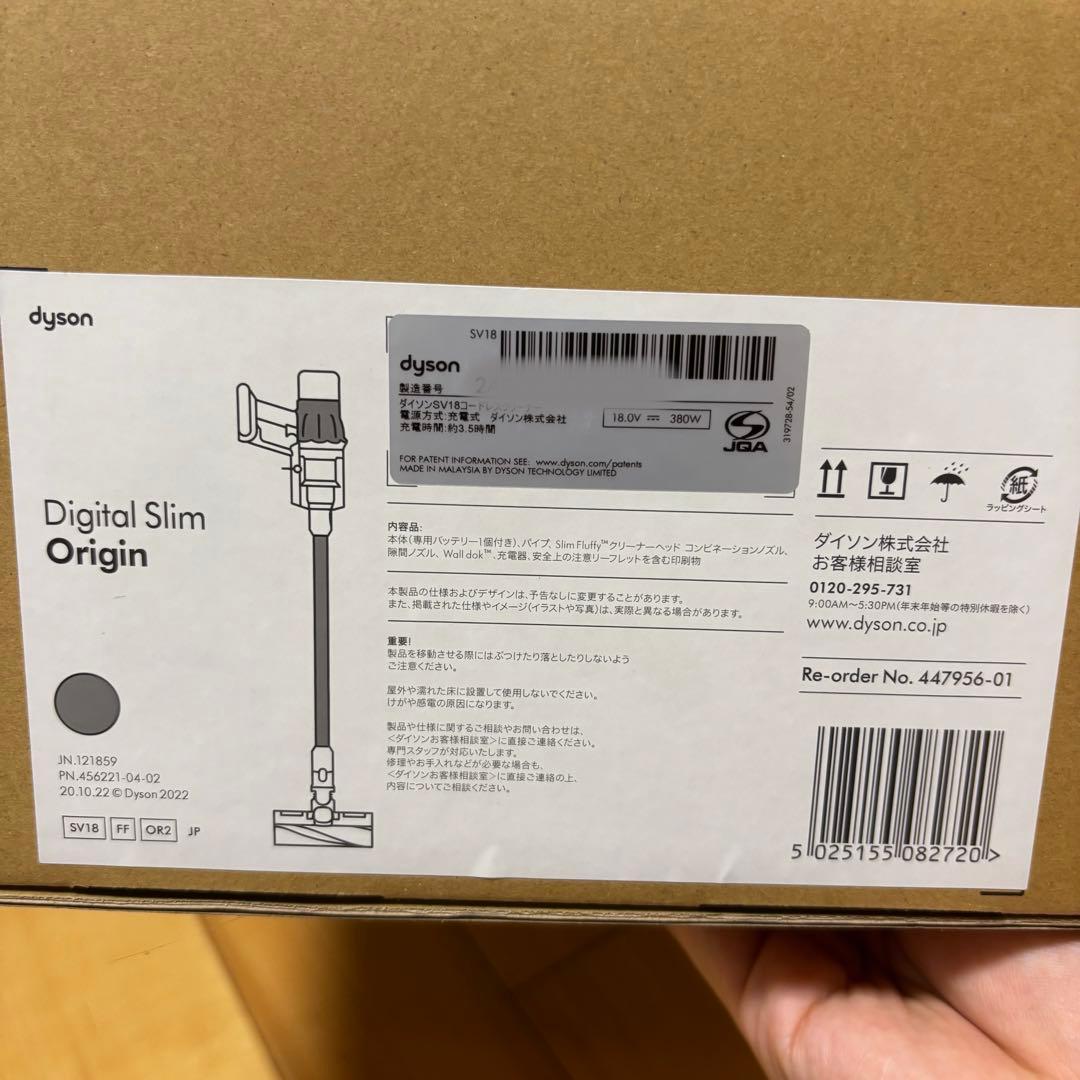 dyson
Digital Slim
Origin
JN.121859
PN.456221-04-02
20.10.22 © Dyson 2022
SV18 FF OR2 JP
SV18
dyson
製造番号
ダイソンSV18コードレスクリーナー
電源方式:充電式 ダイソン株式会社
充電時間:約3.5時間
18.0V ⎓ 380W
JQA
319728-54/02
FOR PATENT INFORMATION SEE: www.dyson.com/patents
MADE IN MALAYSIA BY DYSON TECHNOLOGY LIMITED
内容品:
本体(専用バッテリー1個付き)、パイプ、Slim Fluffy™クリーナーヘッド コンビネーションノズル、
隙間ノズル、Wall dok™、充電器、安全上の注意リーフレットを含む印刷物
本製品の仕様およびデザインは、予告なしに変更することがあります。
また、掲載された仕様やイメージ(イラストや写真)は、実際と異なる場合があります。
重要!
製品を移動させる際にはぶつけたり落としたりしないよう
ご注意ください。
屋外や濡れた床に設置して使用しないでください。
けがや感電の原因になります。
製品や仕様に関するご相談やお問い合わせは、
<ダイソンお客様相談室>に直接ご連絡ください。
専門スタッフが対応いたします。
修理やお手入れなどが必要な場合も、
<ダイソンお客様相談室>に直接ご連絡の上、
内容についてご相談ください。
紙
ラッピングシート
ダイソン株式会社
お客様相談室
0120-295-731
9:00AM〜5:30PM(年末年始等の特別休暇を除く)
www.dyson.co.jp
Re-order No. 447956-01
5 025155 082720 >